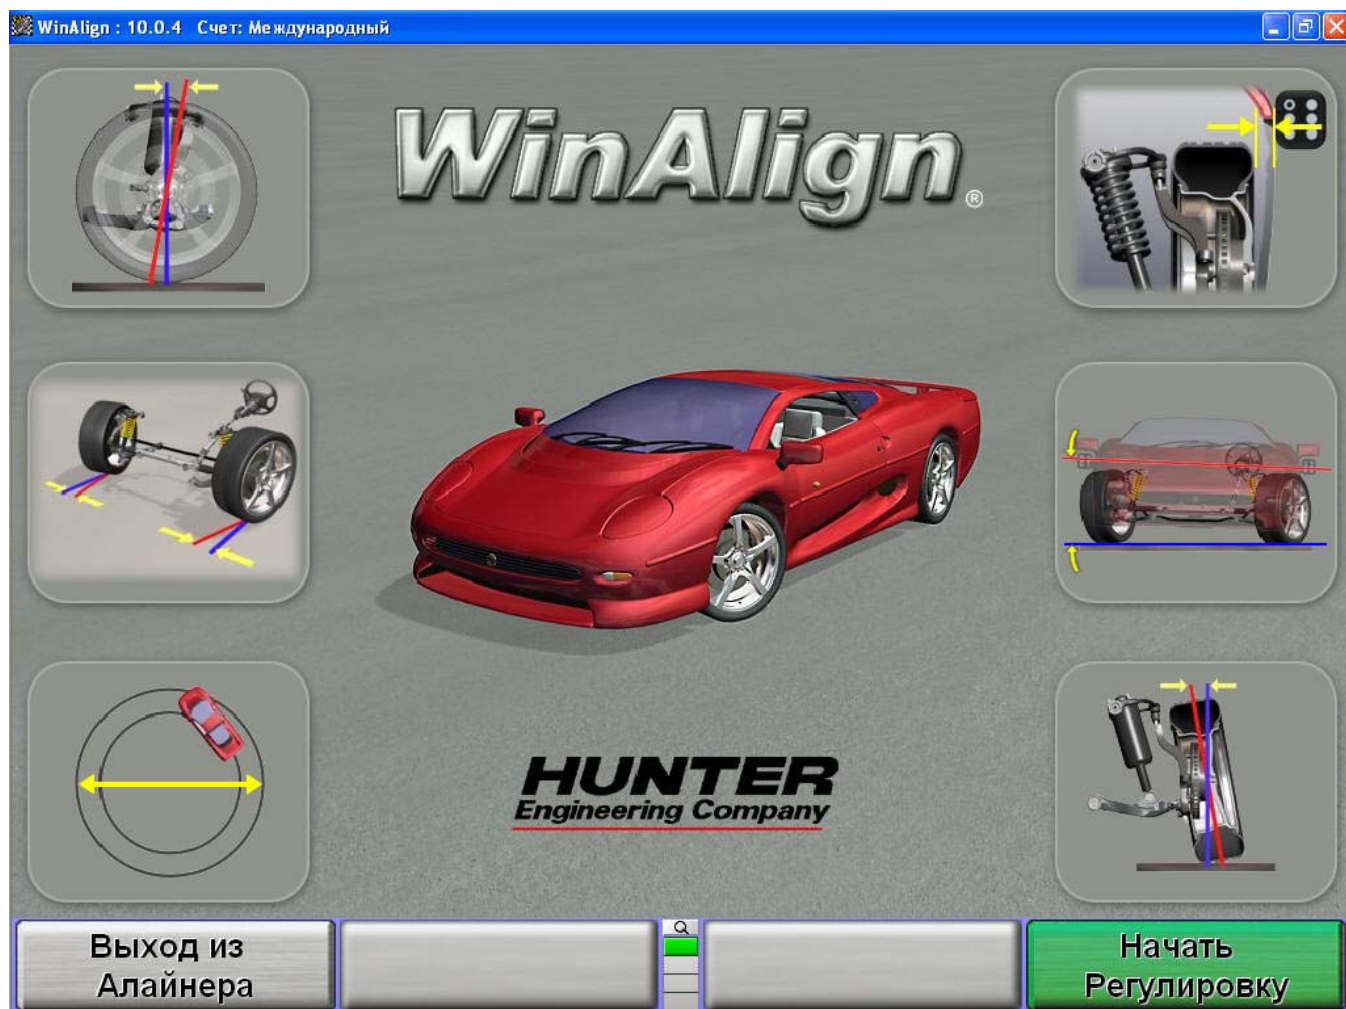 WinAlign : 10.0.4 Счет: Международный
WinAlign®
HUNTER
Engineering Company
Выход из
Алайнера
Начать
Регулировку